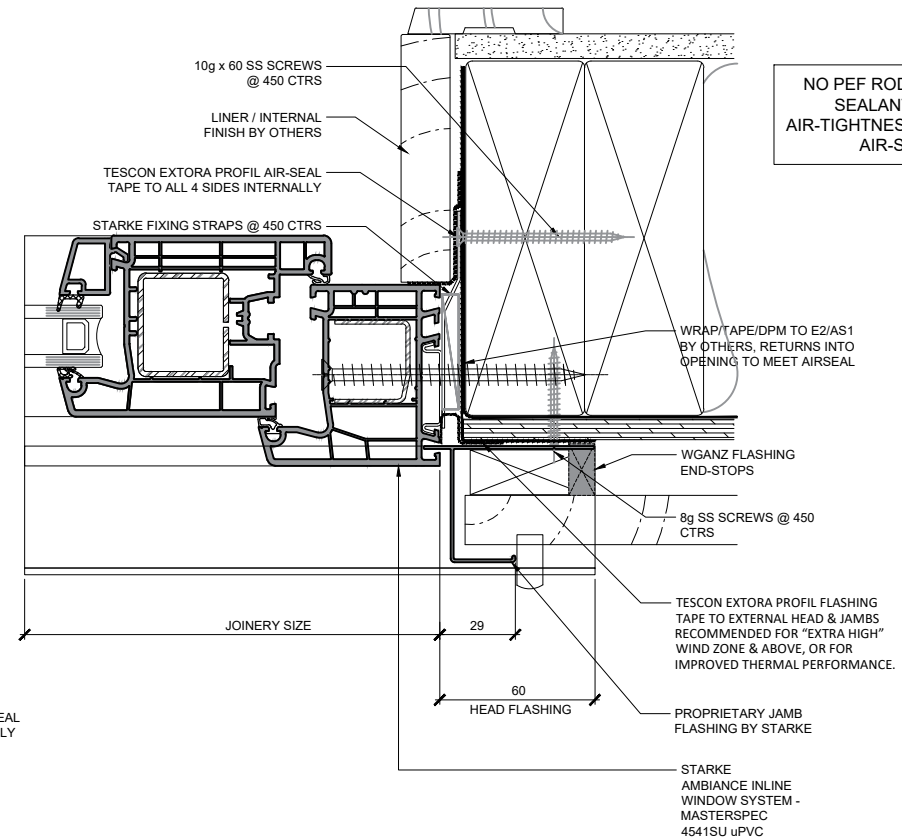 10g x 60 SS SCREWS
@ 450 CTRS
LINER / INTERNAL
FINISH BY OTHERS
TESCON EXTORA PROFIL AIR-SEAL
TAPE TO ALL 4 SIDES INTERNALLY
STARKE FIXING STRAPS @ 450 CTRS
NO PEF ROD
SEALANT
AIR-TIGHTNES
AIR-S
WRAP/TAPE/DPM TO E2/AS1
BY OTHERS, RETURNS INTO
OPENING TO MEET AIRSEAL
WGANZ FLASHING
END-STOPS
8g SS SCREWS @ 450
CTRS
TESCON EXTORA PROFIL FLASHING
TAPE TO EXTERNAL HEAD & JAMBS
RECOMMENDED FOR “EXTRA HIGH”
WIND ZONE & ABOVE, OR FOR
IMPROVED THERMAL PERFORMANCE.
JOINERY SIZE
29
60
HEAD FLASHING
PROPRIETARY JAMB
FLASHING BY STARKE
EAL
LY
STARKE
AMBIANCE INLINE
WINDOW SYSTEM -
MASTERSPEC
4541SU uPVC